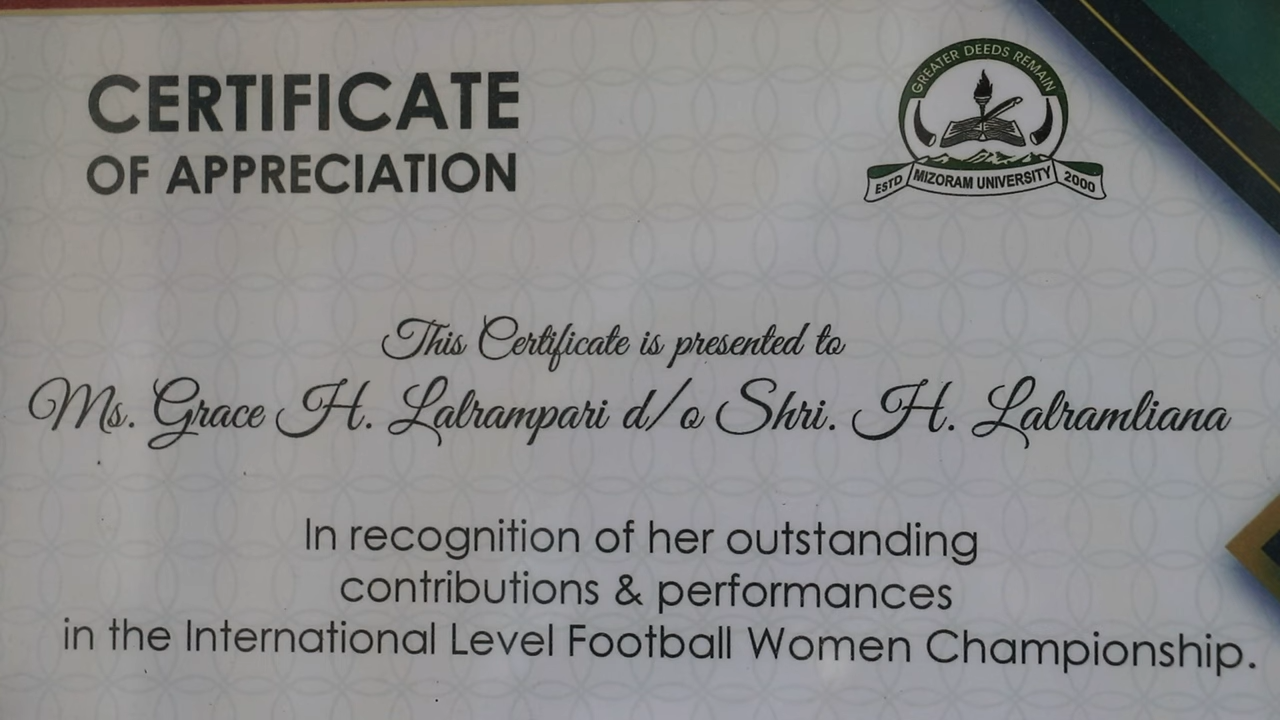 CERTIFICATE
OF APPRECIATION
GREATER DEEDS REMAIN
ESTD MIZORAM UNIVERSITY 2000
This Certificate is presented to
Ms. Grace H. Lalrampari d/o Shri. H. Lalramliana
In recognition of her outstanding
contributions & performances
in the International Level Football Women Championship.